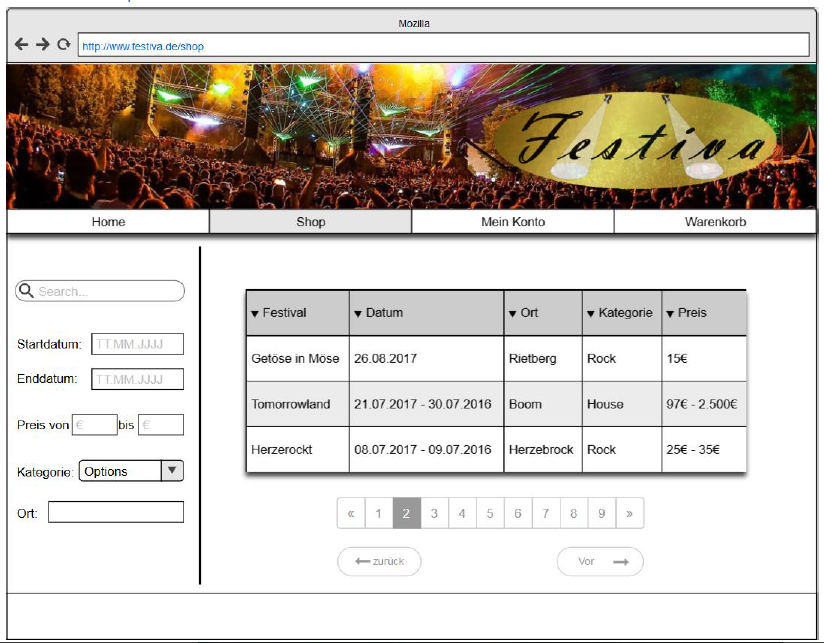 Mozilla
http://www.festiva.de/shop
Festiva
Home Shop Mein Konto Warenkorb
Search...
Startdatum: TT.MM.JJJJ
Enddatum: TT.MM.JJJJ
Preis von € bis €
Kategorie: Options
Ort:
Festival Datum Ort Kategorie Preis
Getöse in Möse 26.08.2017 Rietberg Rock 15€
Tomorrowland 21.07.2017 - 30.07.2016 Boom House 97€ - 2.500€
Herzerockt 08.07.2017 - 09.07.2016 Herzebrock Rock 25€ - 35€
« 1 2 3 4 5 6 7 8 9 »
zurück Vor